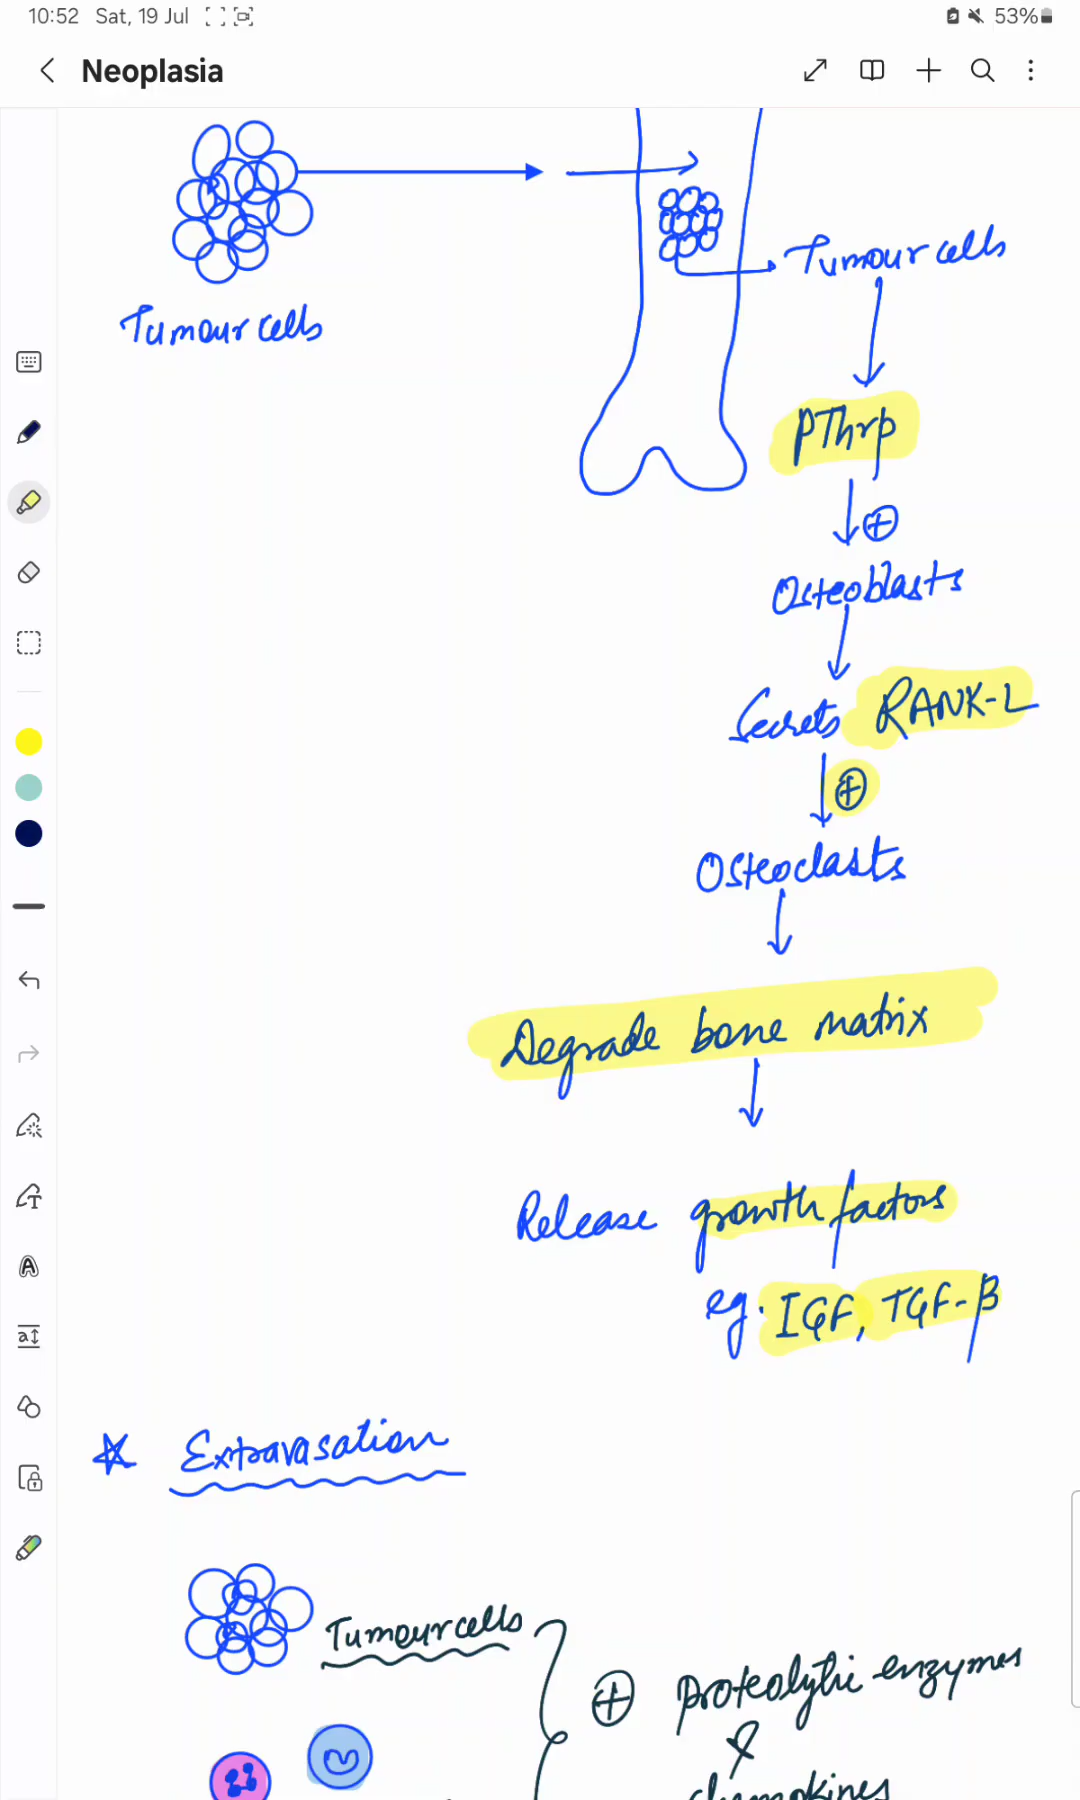 10:52 Sat, 19 Jul 53%
Neoplasia
Tumour cells
Tumour cells
PThrp
+
Osteoblasts
Secrets RANK-L
+
Osteoclasts
Degrade bone matrix
Release growth factors
eg. IGF, TGF-β
Extravasation
Tumour cells
+ proteolytic enzymes
&
chemokines